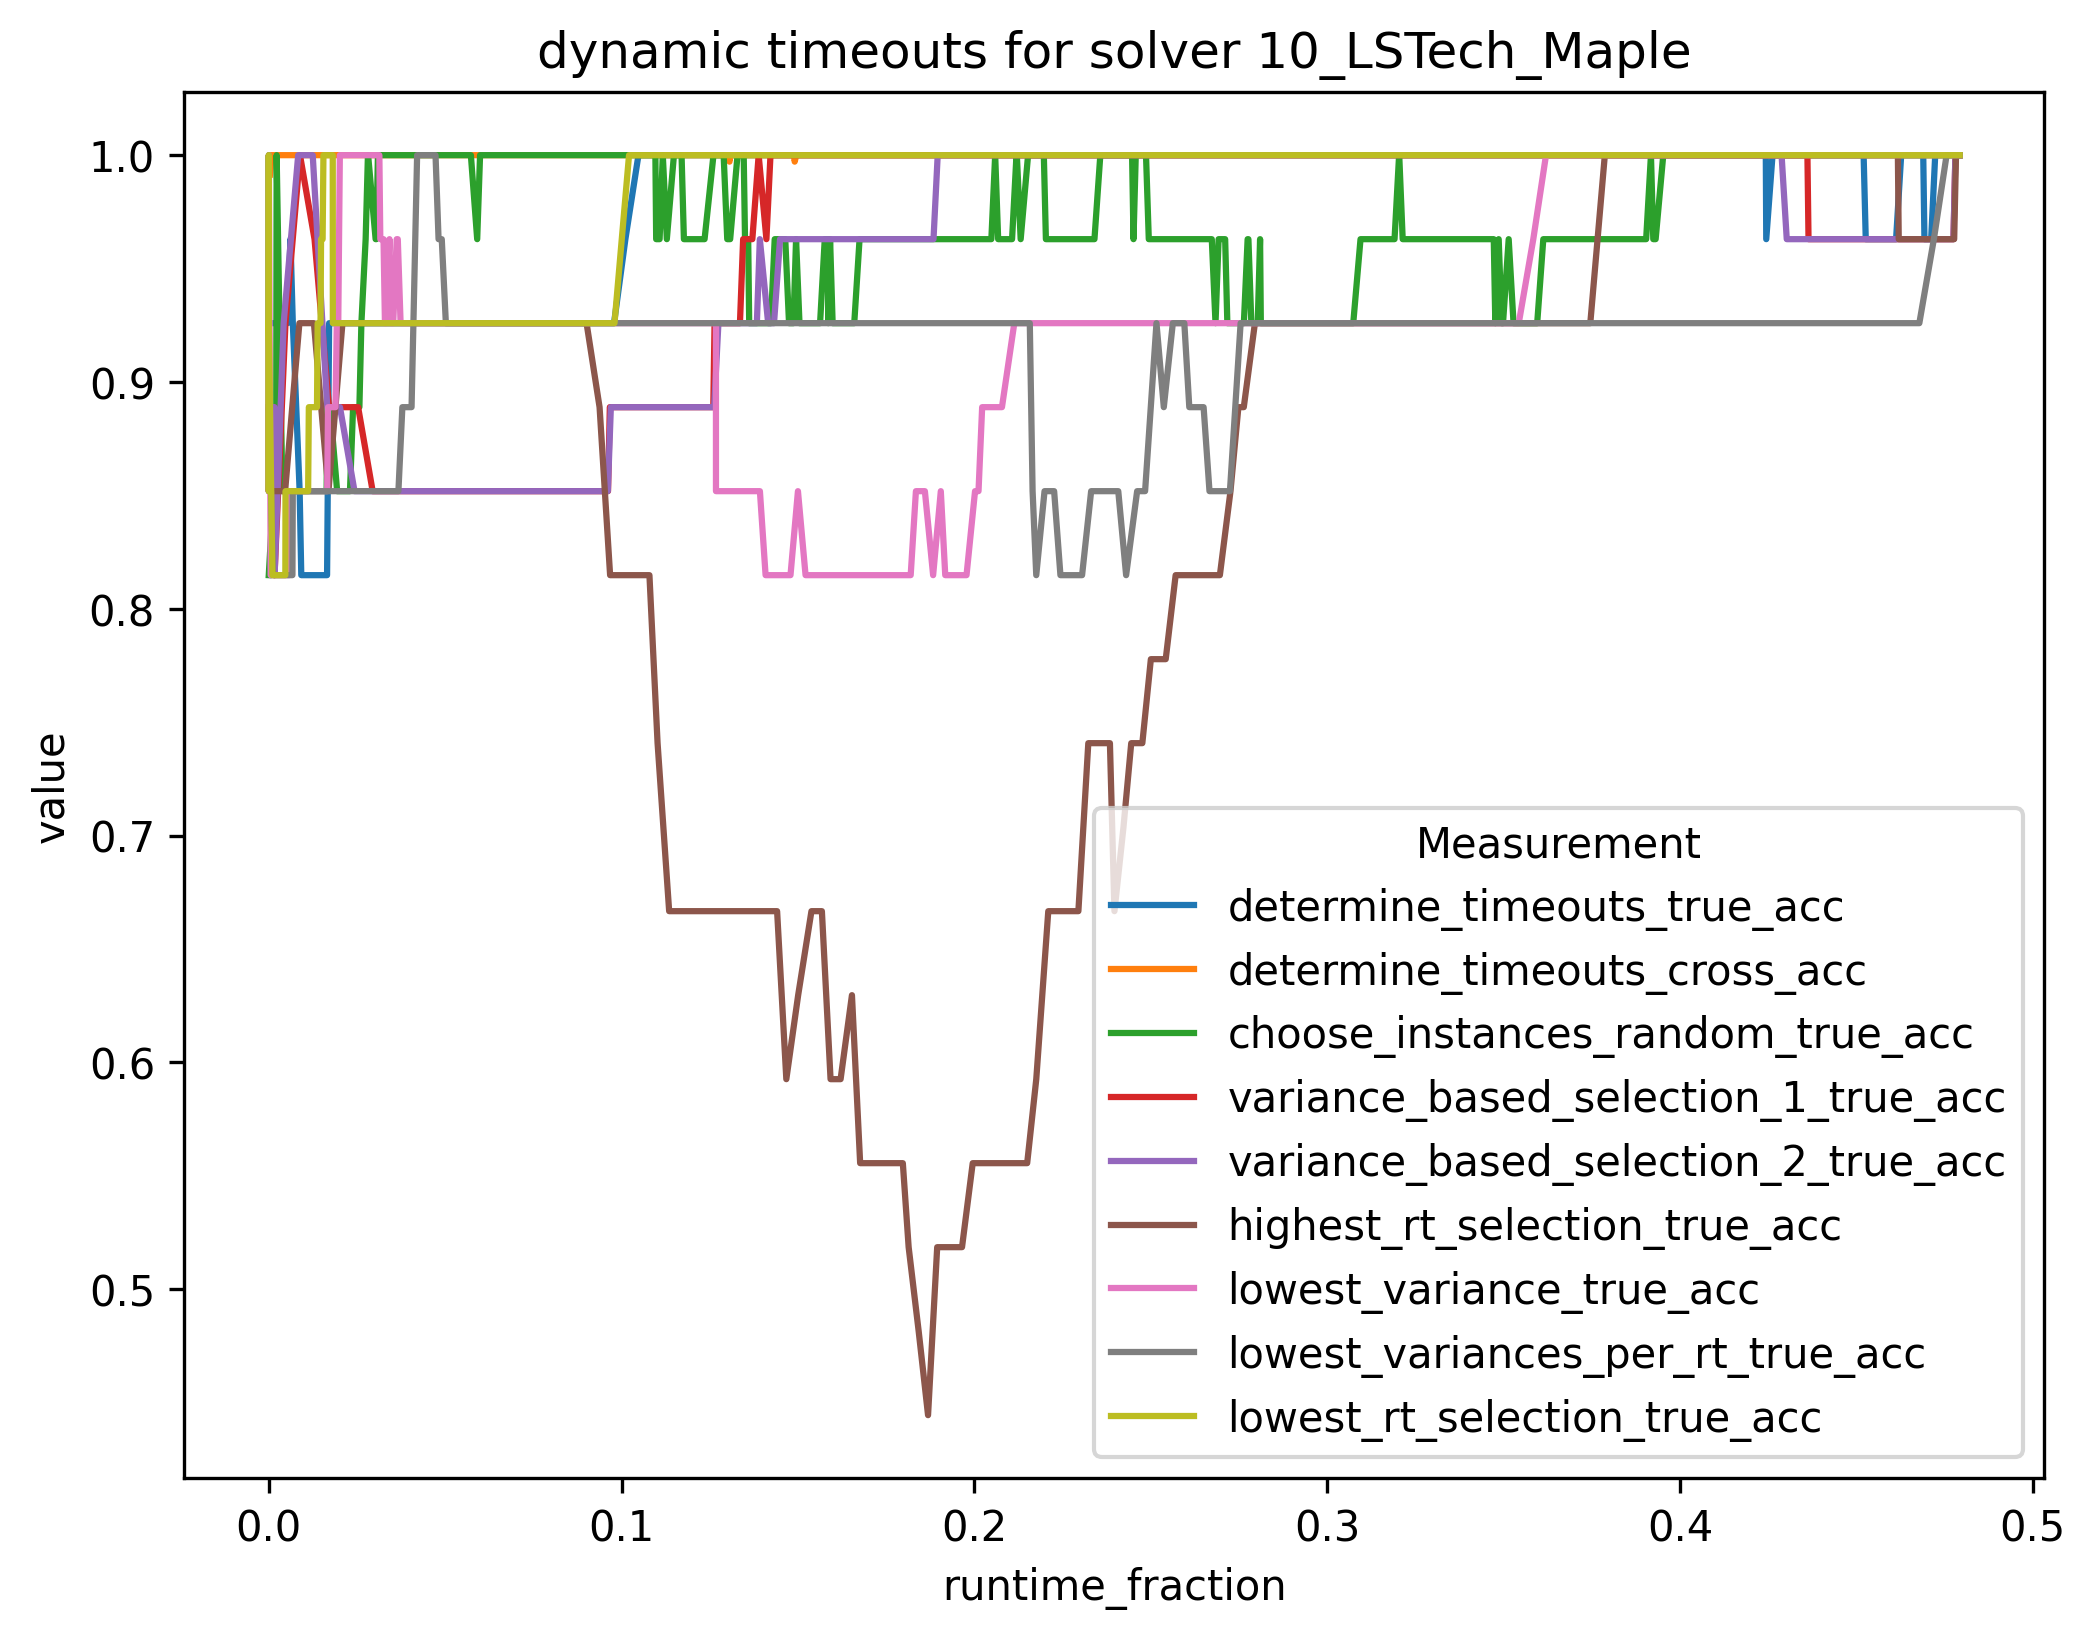 dynamic timeouts for solver 10_LSTech_Maple
1.0
0.9
0.8
0.7
0.6
0.5
value
Measurement
determine_timeouts_true_acc
determine_timeouts_cross_acc
choose_instances_random_true_acc
variance_based_selection_1_true_acc
variance_based_selection_2_true_acc
highest_rt_selection_true_acc
lowest_variance_true_acc
lowest_variances_per_rt_true_acc
lowest_rt_selection_true_acc
0.0 0.1 0.2 0.3 0.4 0.5
runtime_fraction